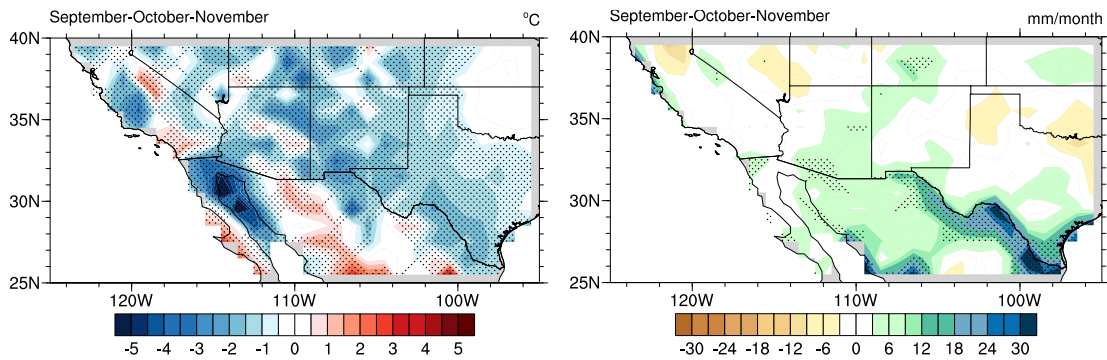 September-October-November °C
40N
35N
30N
25N
120W 110W 100W
-5 -4 -3 -2 -1 0 1 2 3 4 5
September-October-November mm/month
40N
35N
30N
25N
120W 110W 100W
-30 -24 -18 -12 -6 0 6 12 18 24 30